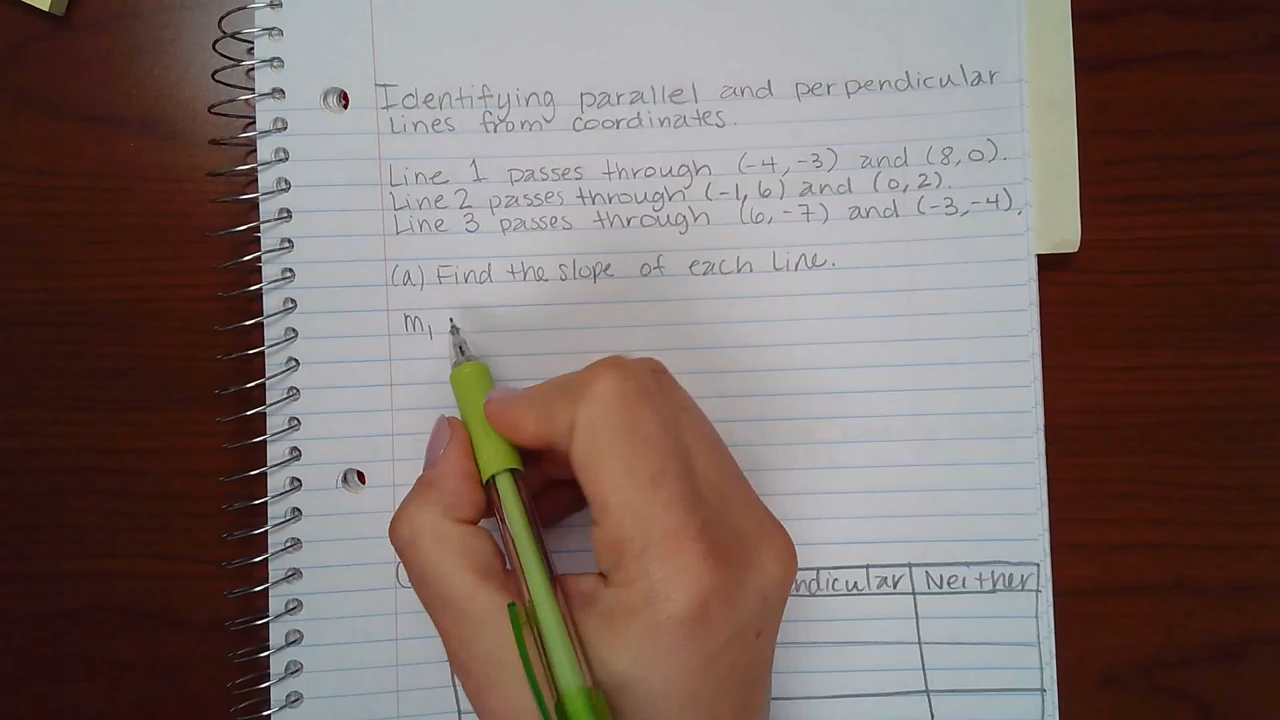 Identifying parallel and perpendicular
lines from coordinates.
Line 1 passes through (-4,-3) and (8,0).
Line 2 passes through (-1,6) and (0,2).
Line 3 passes through (6,-7) and (-3,-4).
(a) Find the slope of each line.
m₁
ndicular Neither